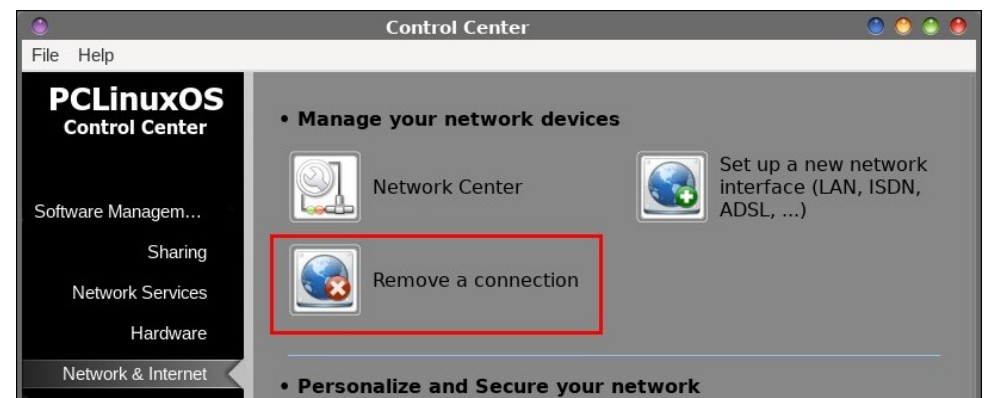 Control Center
File Help
PCLinuxOS
Control Center
Software Managem...
Sharing
Network Services
Hardware
Network & Internet
• Manage your network devices
Network Center
Set up a new network
interface (LAN, ISDN,
ADSL, ...)
Remove a connection
• Personalize and Secure your network